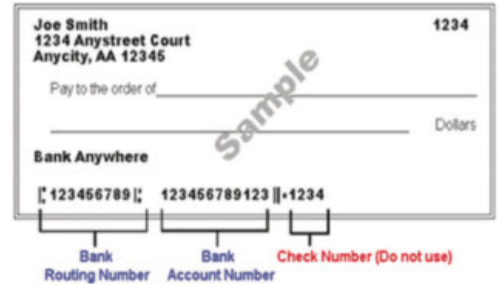 Joe Smith 1234
1234 Anystreet Court
Anycity, AA 12345
Sample
Pay to the order of
Dollars
Bank Anywhere
⑆123456789⑆ 123456789123⑈1234
Bank Routing Number
Bank Account Number
Check Number (Do not use)